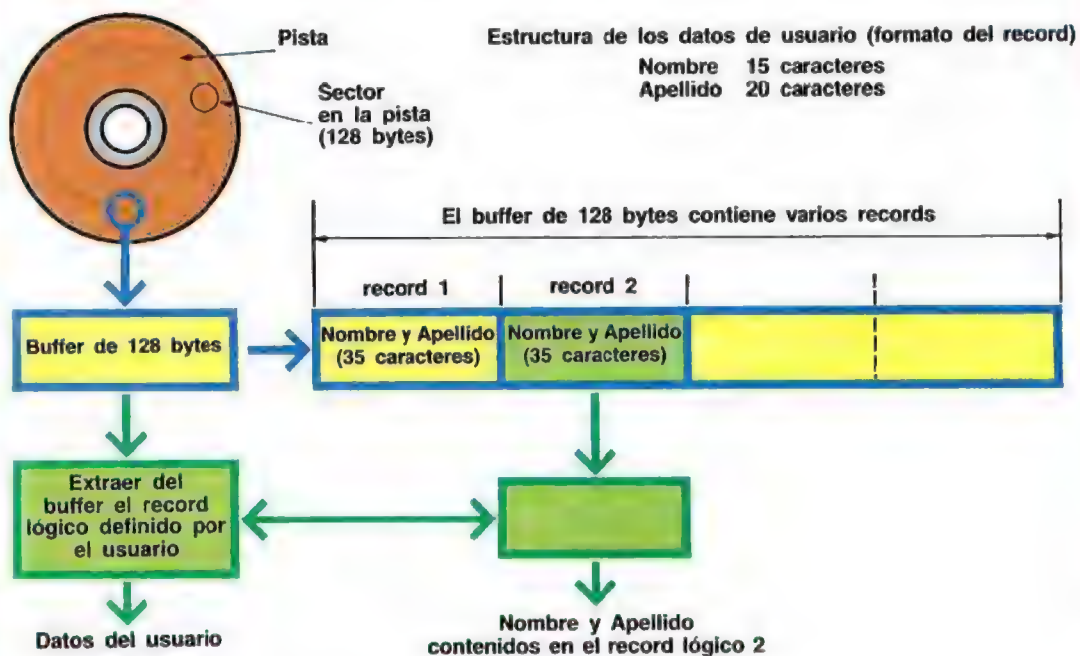 Pista
Sector
en la pista
(128 bytes)
Estructura de los datos de usuario (formato del record)
Nombre 15 caracteres
Apellido 20 caracteres
El buffer de 128 bytes contiene varios records
record 1
record 2
Buffer de 128 bytes
Nombre y Apellido
(35 caracteres)
Nombre y Apellido
(35 caracteres)
Extraer del
buffer el record
lógico definido por
el usuario
Datos del usuario
Nombre y Apellido
contenidos en el record lógico 2